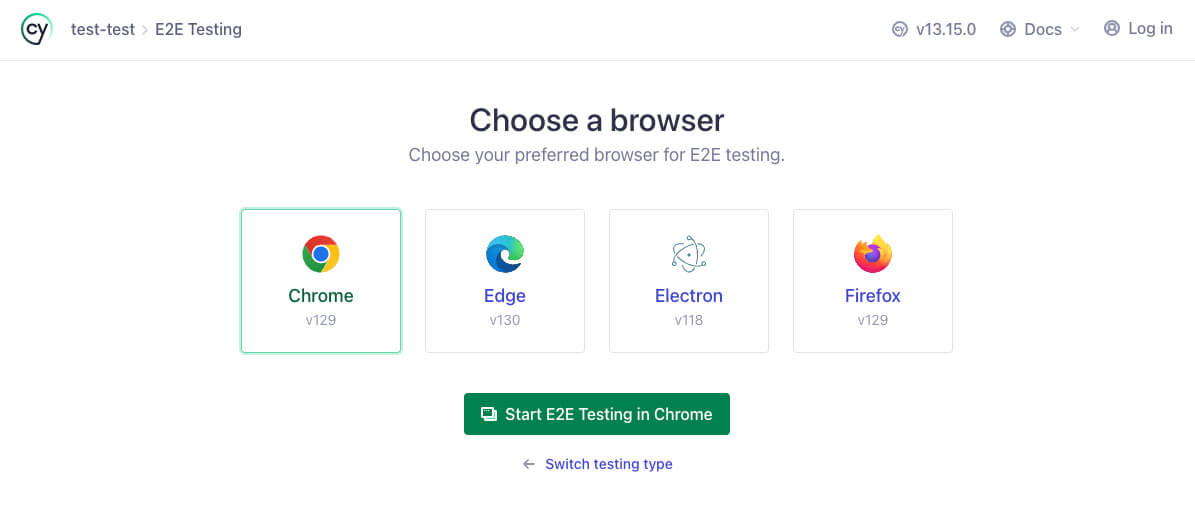 cy test-test > E2E Testing cy v13.15.0 Docs Log in
Choose a browser
Choose your preferred browser for E2E testing.
Chrome Edge Electron Firefox
v129 v130 v118 v129
Start E2E Testing in Chrome
← Switch testing type